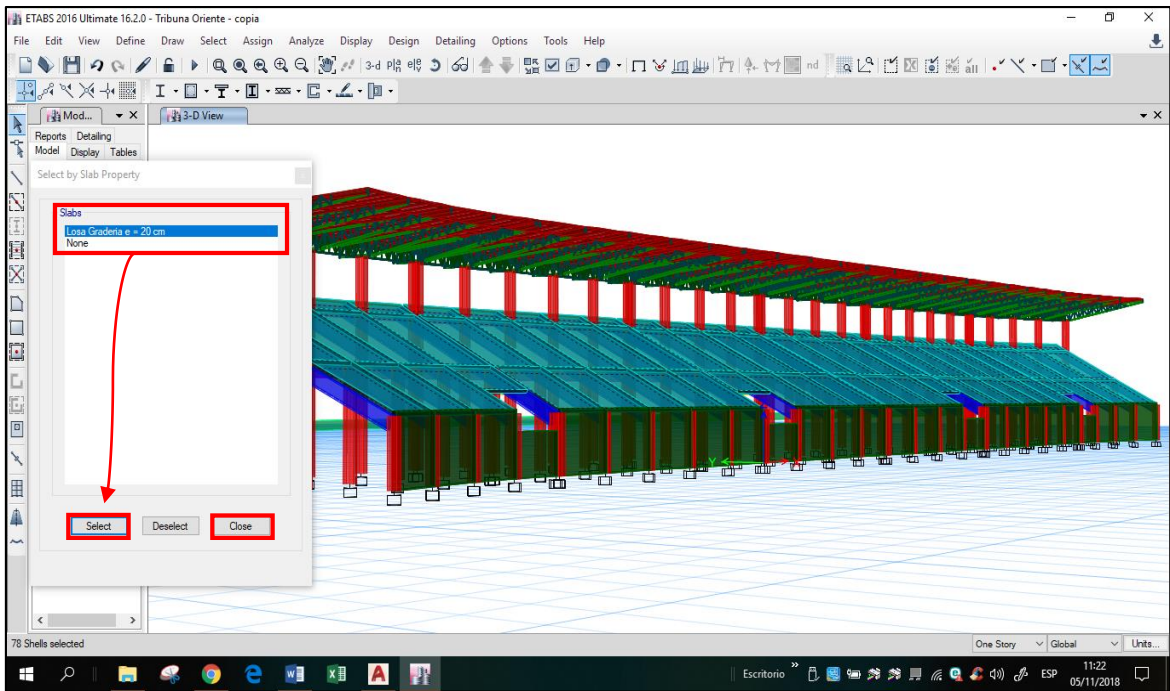 ETABS 2016 Ultimate 16.2.0 - Tribuna Oriente - copia
File Edit View Define Draw Select Assign Analyze Display Design Detailing Options Tools Help
3-d
nd
all
Mod...
3-D View
Reports Detailing
Model Display Tables
Select by Slab Property
Slabs
Losa Graderia e = 20 cm
None
Select Deselect Close
Y
78 Shells selected
One Story Global Units...
Escritorio
ESP
11:22
05/11/2018